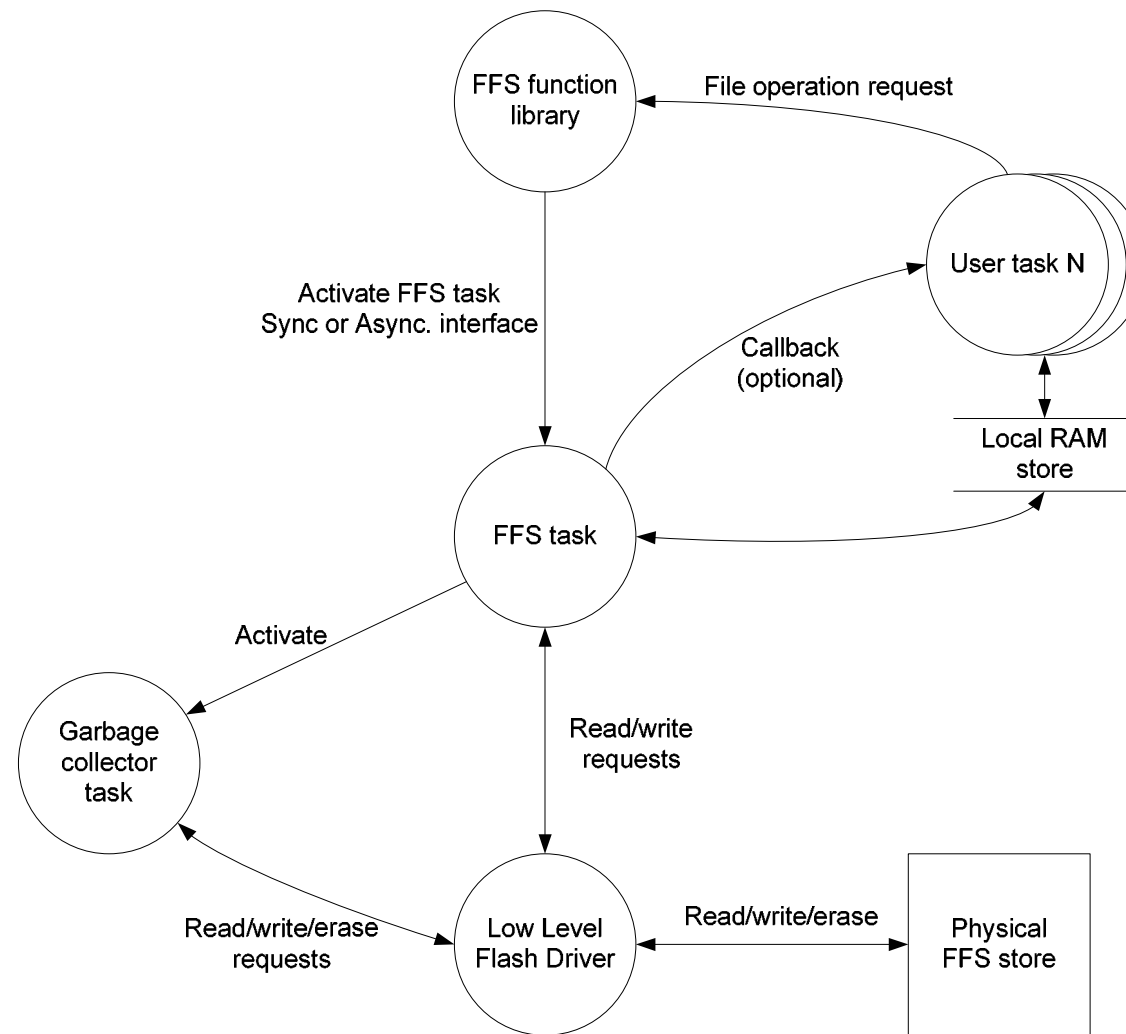 FFS function
library
File operation request
User task N
Activate FFS task
Sync or Async. interface
Callback
(optional)
Local RAM
store
FFS task
Activate
Garbage
collector
task
Read/write
requests
Read/write/erase
requests
Low Level
Flash Driver
Read/write/erase
Physical
FFS store